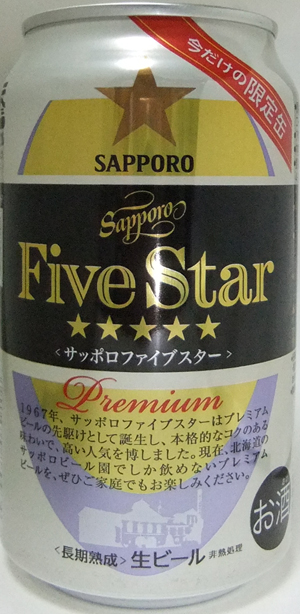 今だけの限定缶
SAPPORO
Sapporo
Five Star
★★★★★
<サッポロファイブスター>
Premium
1967年、サッポロファイブスターはプレミアム
ビールの先駆けとして誕生し、本格的なコクのある
味わいで、高い人気を博しました。現在、北海道の
サッポロビール園でしか飲めないプレミアム
ビールを、ぜひご家庭でもお楽しみください。
お酒
<長期熟成>生ビール 非熱処理